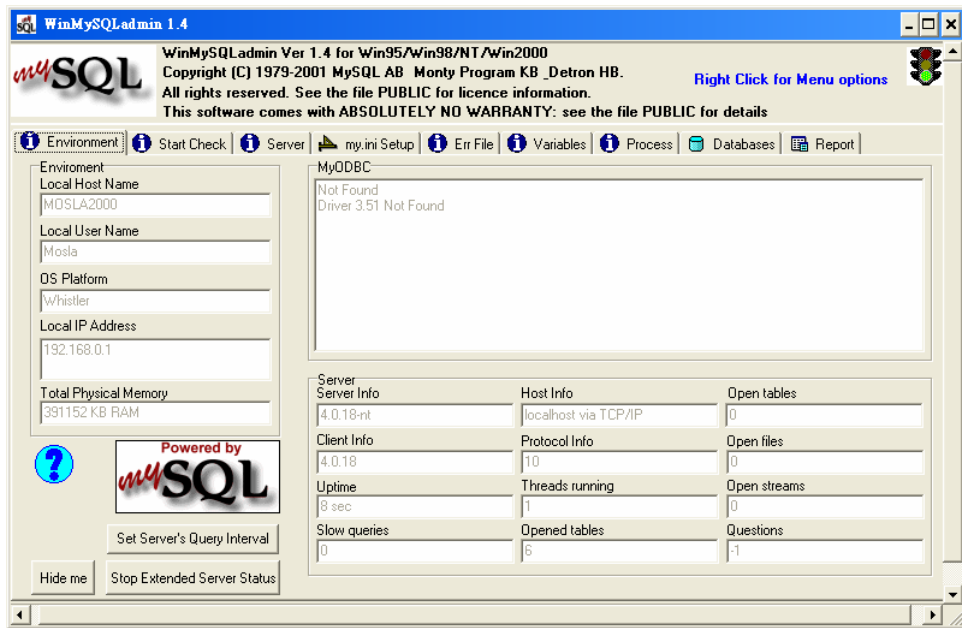 WinMySQLadmin 1.4
mySQL
WinMySQLadmin Ver 1.4 for Win95/Win98/NT/Win2000
Copyright (C) 1979-2001 MySQL AB  Monty Program KB _Detron HB.
All rights reserved. See the file PUBLIC for licence information.
This software comes with ABSOLUTELY NO WARRANTY: see the file PUBLIC for details
Right Click for Menu options
Environment Start Check Server my.ini Setup Err File Variables Process Databases Report
Enviroment
Local Host Name
MOSLA2000
Local User Name
Mosla
OS Platform
Whistler
Local IP Address
192.168.0.1
Total Physical Memory
391152 KB RAM
MyODBC
Not Found
Driver 3.51 Not Found
Server
Server Info Host Info Open tables
4.0.18-nt localhost via TCP/IP 0
Client Info Protocol Info Open files
4.0.18 10 0
Uptime Threads running Open streams
8 sec 1 0
Slow queries Opened tables Questions
0 6 -1
?
Powered by
mySQL
Set Server's Query Interval
Hide me Stop Extended Server Status